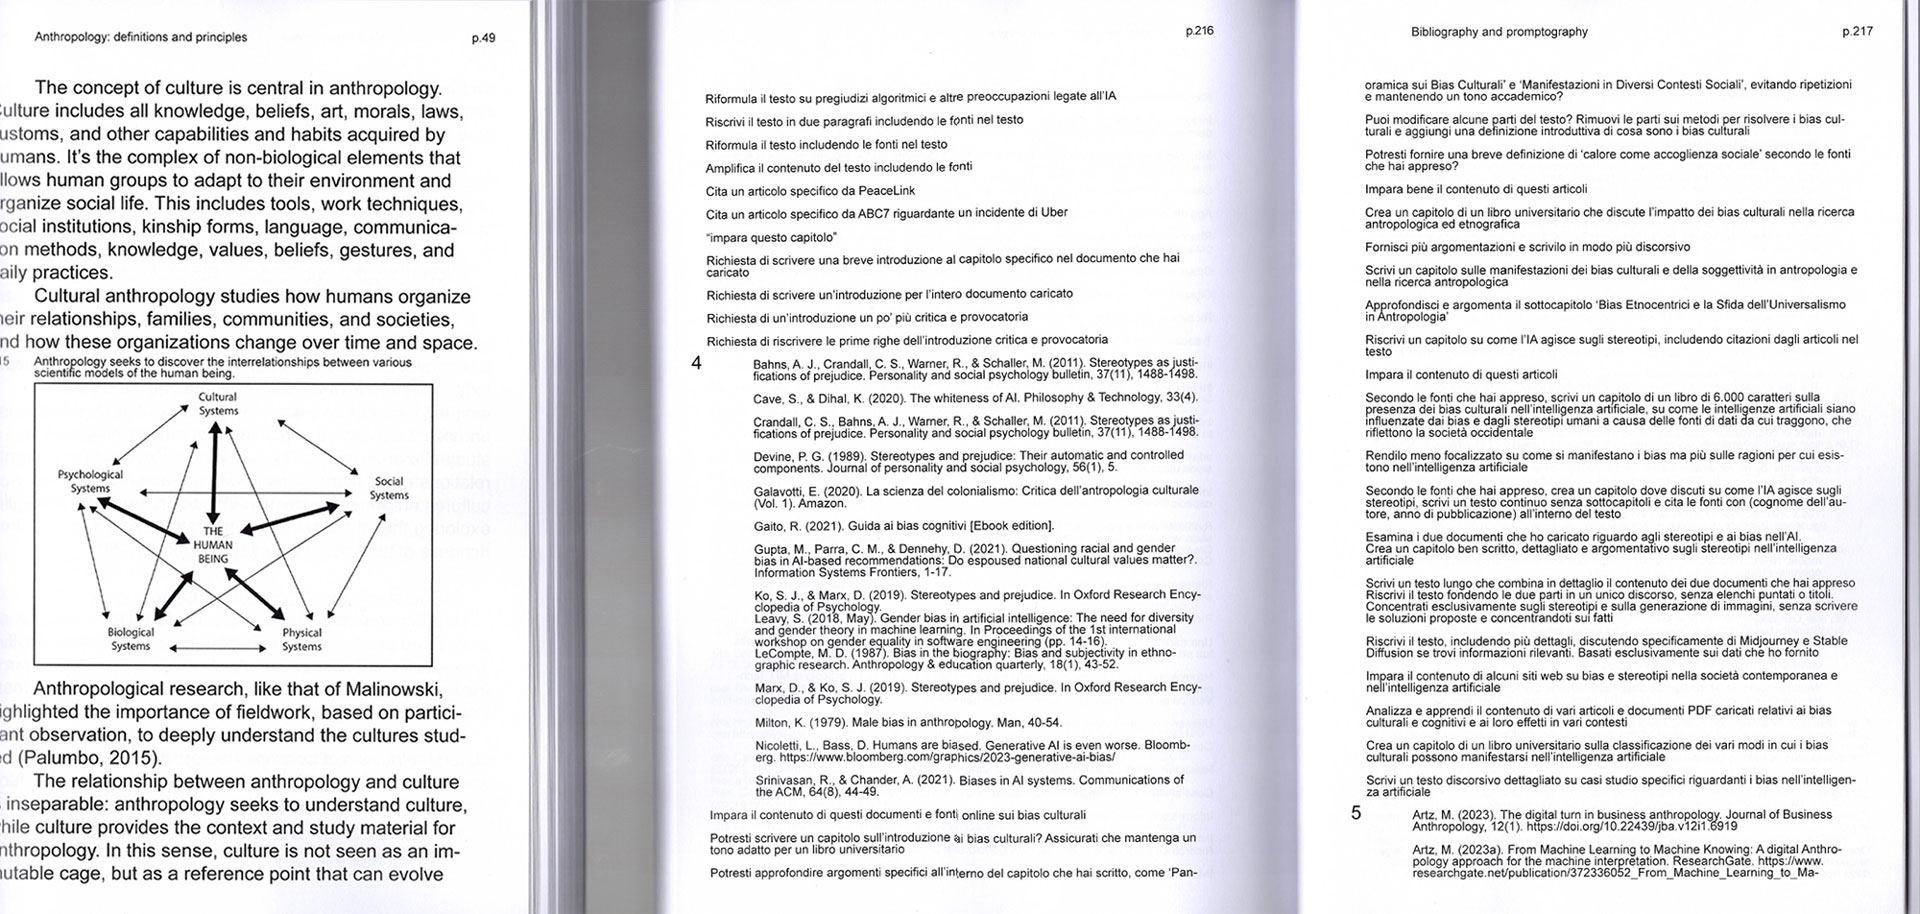 Anthropology: definitions and principles
p.49
The concept of culture is central in anthropology.
ulture includes all knowledge, beliefs, art, morals, laws,
ustoms, and other capabilities and habits acquired by
umans. It's the complex of non-biological elements that
llows human groups to adapt to their environment and
rganize social life. This includes tools, work techniques,
ocial institutions, kinship forms, language, communica-
on methods, knowledge, values, beliefs, gestures, and
aily practices.
Cultural anthropology studies how humans organize
heir relationships, families, communities, and societies,
nd how these organizations change over time and space.
15
Anthropology seeks to discover the interrelationships between various
scientific models of the human being.
Cultural
Systems
Psychological
Systems
Social
Systems
THE
HUMAN
BEING
Biological
Systems
Physical
Systems
Anthropological research, like that of Malinowski,
ighlighted the importance of fieldwork, based on partici-
ant observation, to deeply understand the cultures stud-
ed (Palumbo, 2015).
The relationship between anthropology and culture
inseparable: anthropology seeks to understand culture,
hile culture provides the context and study material for
nthropology. In this sense, culture is not seen as an im-
utable cage, but as a reference point that can evolve
p.216
Riformula il testo su pregiudizi algoritmici e altre preoccupazioni legate all'IA
Riscrivi il testo in due paragrafi includendo le fonti nel testo
Riformula il testo includendo le fonti nel testo
Amplifica il contenuto del testo includendo le fonti
Cita un articolo specifico da PeaceLink
Cita un articolo specifico da ABC7 riguardante un incidente di Uber
"impara questo capitolo"
Richiesta di scrivere una breve introduzione al capitolo specifico nel documento che hai
caricato
Richiesta di scrivere un'introduzione per l'intero documento caricato
Richiesta di un'introduzione un po' più critica e provocatoria
Richiesta di riscrivere le prime righe dell'introduzione critica e provocatoria
4
Bahns, A. J., Crandall, C. S., Warner, R., & Schaller, M. (2011). Stereotypes as justi-
fications of prejudice. Personality and social psychology bulletin, 37(11), 1488-1498.
Cave, S., & Dihal, K. (2020). The whiteness of AI. Philosophy & Technology, 33(4).
Crandall, C. S., Bahns, A. J., Warner, R., & Schaller, M. (2011). Stereotypes as justi-
fications of prejudice. Personality and social psychology bulletin, 37(11), 1488-1498.
Devine, P. G. (1989). Stereotypes and prejudice: Their automatic and controlled
components. Journal of personality and social psychology, 56(1), 5.
Galavotti, E. (2020). La scienza del colonialismo: Critica dell'antropologia culturale
(Vol. 1). Amazon.
Gaito, R. (2021). Guida ai bias cognitivi [Ebook edition].
Gupta, M., Parra, C. M., & Dennehy, D. (2021). Questioning racial and gender
bias in AI-based recommendations: Do espoused national cultural values matter?.
Information Systems Frontiers, 1-17.
Ko, S. J., & Marx, D. (2019). Stereotypes and prejudice. In Oxford Research Ency-
clopedia of Psychology.
Leavy, S. (2018, May). Gender bias in artificial intelligence: The need for diversity
and gender theory in machine learning. In Proceedings of the 1st international
workshop on gender equality in software engineering (pp. 14-16).
LeCompte, M. D. (1987). Bias in the biography: Bias and subjectivity in ethno-
graphic research. Anthropology & education quarterly, 18(1), 43-52.
Marx, D., & Ko, S. J. (2019). Stereotypes and prejudice. In Oxford Research Ency-
clopedia of Psychology.
Milton, K. (1979). Male bias in anthropology. Man, 40-54.
Nicoletti, L., Bass, D. Humans are biased. Generative AI is even worse. Bloomb-
erg. https://www.bloomberg.com/graphics/2023-generative-ai-bias/
Srinivasan, R., & Chander, A. (2021). Biases in AI systems. Communications of
the ACM, 64(8), 44-49.
Impara il contenuto di questi documenti e fonti online sui bias culturali
Potresti scrivere un capitolo sull'introduzione ai bias culturali? Assicurati che mantenga un
tono adatto per un libro universitario
Potresti approfondire argomenti specifici all'interno del capitolo che hai scritto, come 'Pan-
Bibliography and promptography
p.217
oramica sui Bias Culturali' e 'Manifestazioni in Diversi Contesti Sociali', evitando ripetizioni
e mantenendo un tono accademico?
Puoi modificare alcune parti del testo? Rimuovi le parti sui metodi per risolvere i bias cul-
turali e aggiungi una definizione introduttiva di cosa sono i bias culturali
Potresti fornire una breve definizione di 'calore come accoglienza sociale' secondo le fonti
che hai appreso?
Impara bene il contenuto di questi articoli
Crea un capitolo di un libro universitario che discute l'impatto dei bias culturali nella ricerca
antropologica ed etnografica
Fornisci più argomentazioni e scrivilo in modo più discorsivo
Scrivi un capitolo sulle manifestazioni dei bias culturali e della soggettività in antropologia e
nella ricerca antropologica
Approfondisci e argomenta il sottocapitolo 'Bias Etnocentrici e la Sfida dell'Universalismo
in Antropologia'
Riscrivi un capitolo su come l'IA agisce sugli stereotipi, includendo citazioni dagli articoli nel
testo
Impara il contenuto di questi articoli
Secondo le fonti che hai appreso, scrivi un capitolo di un libro di 6.000 caratteri sulla
presenza dei bias culturali nell'intelligenza artificiale, su come le intelligenze artificiali siano
influenzate dai bias e dagli stereotipi umani a causa delle fonti di dati da cui traggono, che
riflettono la società occidentale
Rendilo meno focalizzato su come si manifestano i bias ma più sulle ragioni per cui esis-
tono nell'intelligenza artificiale
Secondo le fonti che hai appreso, crea un capitolo dove discuti su come l'IA agisce sugli
stereotipi, scrivi un testo continuo senza sottocapitoli e cita le fonti con (cognome dell'au-
tore, anno di pubblicazione) all'interno del testo
Esamina i due documenti che ho caricato riguardo agli stereotipi e ai bias nell'AI.
Crea un capitolo ben scritto, dettagliato e argomentativo sugli stereotipi nell'intelligenza
artificiale
Scrivi un testo lungo che combina in dettaglio il contenuto dei due documenti che hai appreso
Riscrivi il testo fondendo le due parti in un unico discorso, senza elenchi puntati o titoli.
Concentrati esclusivamente sugli stereotipi e sulla generazione di immagini, senza scrivere
le soluzioni proposte e concentrandoti sui fatti
Riscrivi il testo, includendo più dettagli, discutendo specificamente di Midjourney e Stable
Diffusion se trovi informazioni rilevanti. Basati esclusivamente sui dati che ho fornito
Impara il contenuto di alcuni siti web su bias e stereotipi nella società contemporanea e
nell'intelligenza artificiale
Analizza e apprendi il contenuto di vari articoli e documenti PDF caricati relativi ai bias
culturali e cognitivi e ai loro effetti in vari contesti
Crea un capitolo di un libro universitario sulla classificazione dei vari modi in cui i bias
culturali possono manifestarsi nell'intelligenza artificiale
Scrivi un testo discorsivo dettagliato su casi studio specifici riguardanti i bias nell'intelligen-
za artificiale
5
Artz, M. (2023). The digital turn in business anthropology. Journal of Business
Anthropology, 12(1). https://doi.org/10.22439/jba.v12i1.6919
Artz, M. (2023a). From Machine Learning to Machine Knowing: A digital Anthro-
pology approach for the machine interpretation. ResearchGate. https://www.
researchgate.net/publication/372336052_From_Machine_Learning_to_Ma-